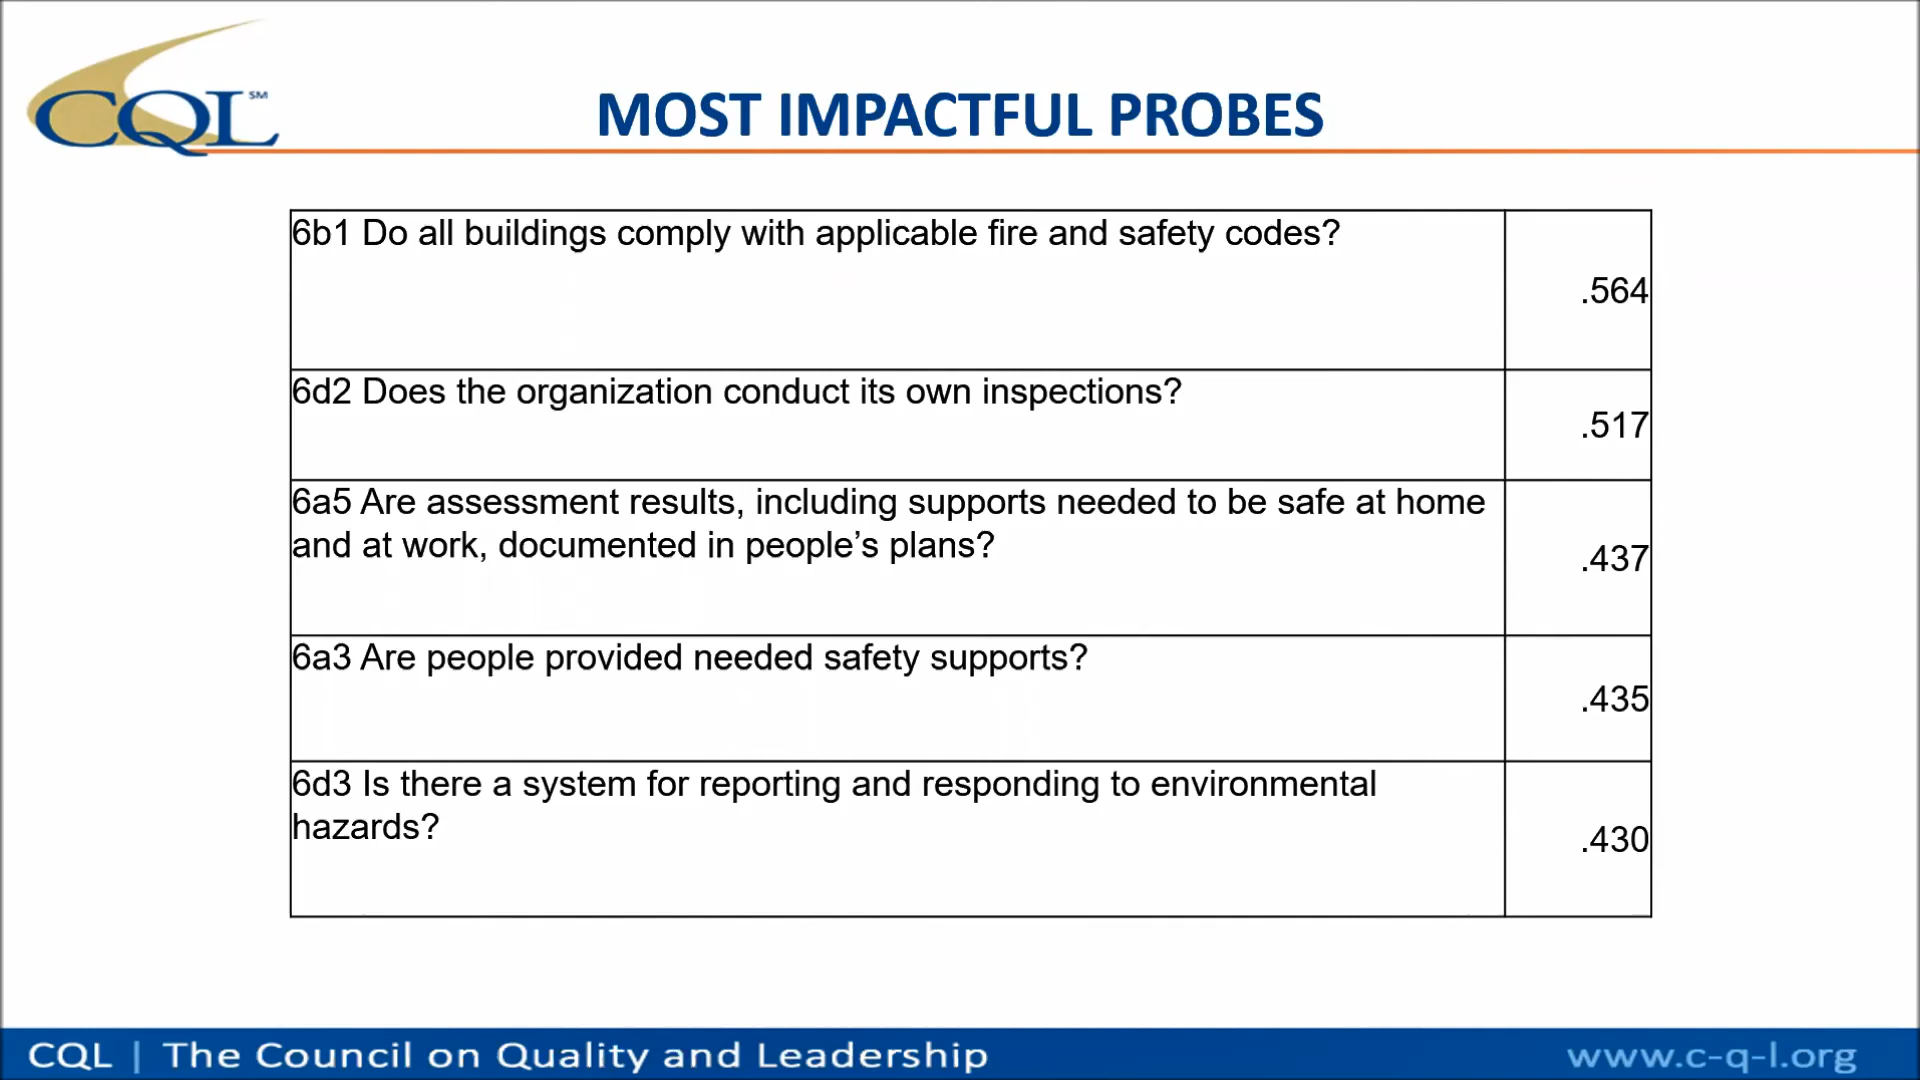 CQL SM
MOST IMPACTFUL PROBES
6b1 Do all buildings comply with applicable fire and safety codes?
.564
6d2 Does the organization conduct its own inspections?
.517
6a5 Are assessment results, including supports needed to be safe at home
and at work, documented in people’s plans?
.437
6a3 Are people provided needed safety supports?
.435
6d3 Is there a system for reporting and responding to environmental
hazards?
.430
CQL | The Council on Quality and Leadership
www.c-q-l.org